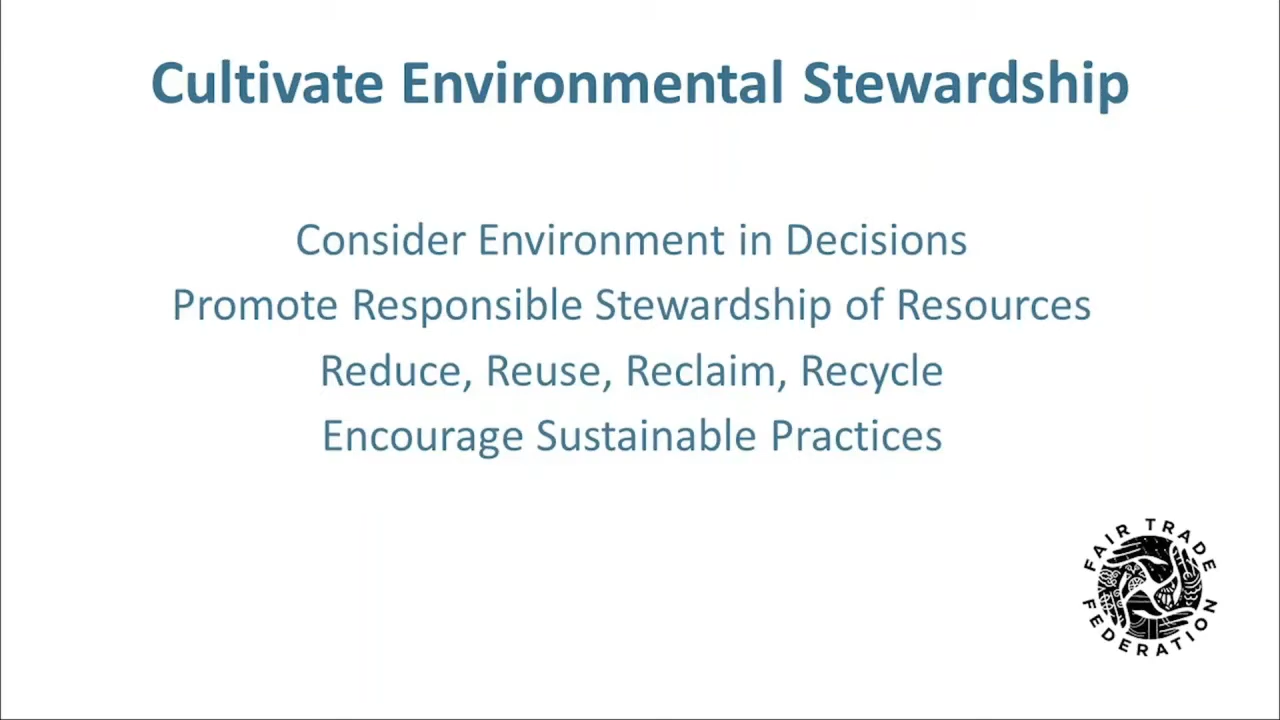 Cultivate Environmental Stewardship
Consider Environment in Decisions
Promote Responsible Stewardship of Resources
Reduce, Reuse, Reclaim, Recycle
Encourage Sustainable Practices
FAIR TRADE
FEDERATION